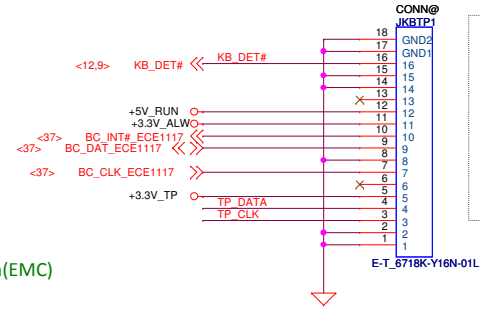 CONN@
JKBTP1
18 GND2
17 GND1
<12,9> KB_DET# KB_DET# 16 16
15 15
14 14
13 13
+5V_RUN 12 12
+3.3V_ALW 11 11
<37> BC_INT#_ECE1117 10 10
<37> BC_DAT_ECE1117 9 9
8 8
<37> BC_CLK_ECE1117 7 7
6 6
+3.3V_TP 5 5
TP_DATA 4 4
TP_CLK 3 3
2 2
1 1
E-T_6718K-Y16N-01L
(EMC)